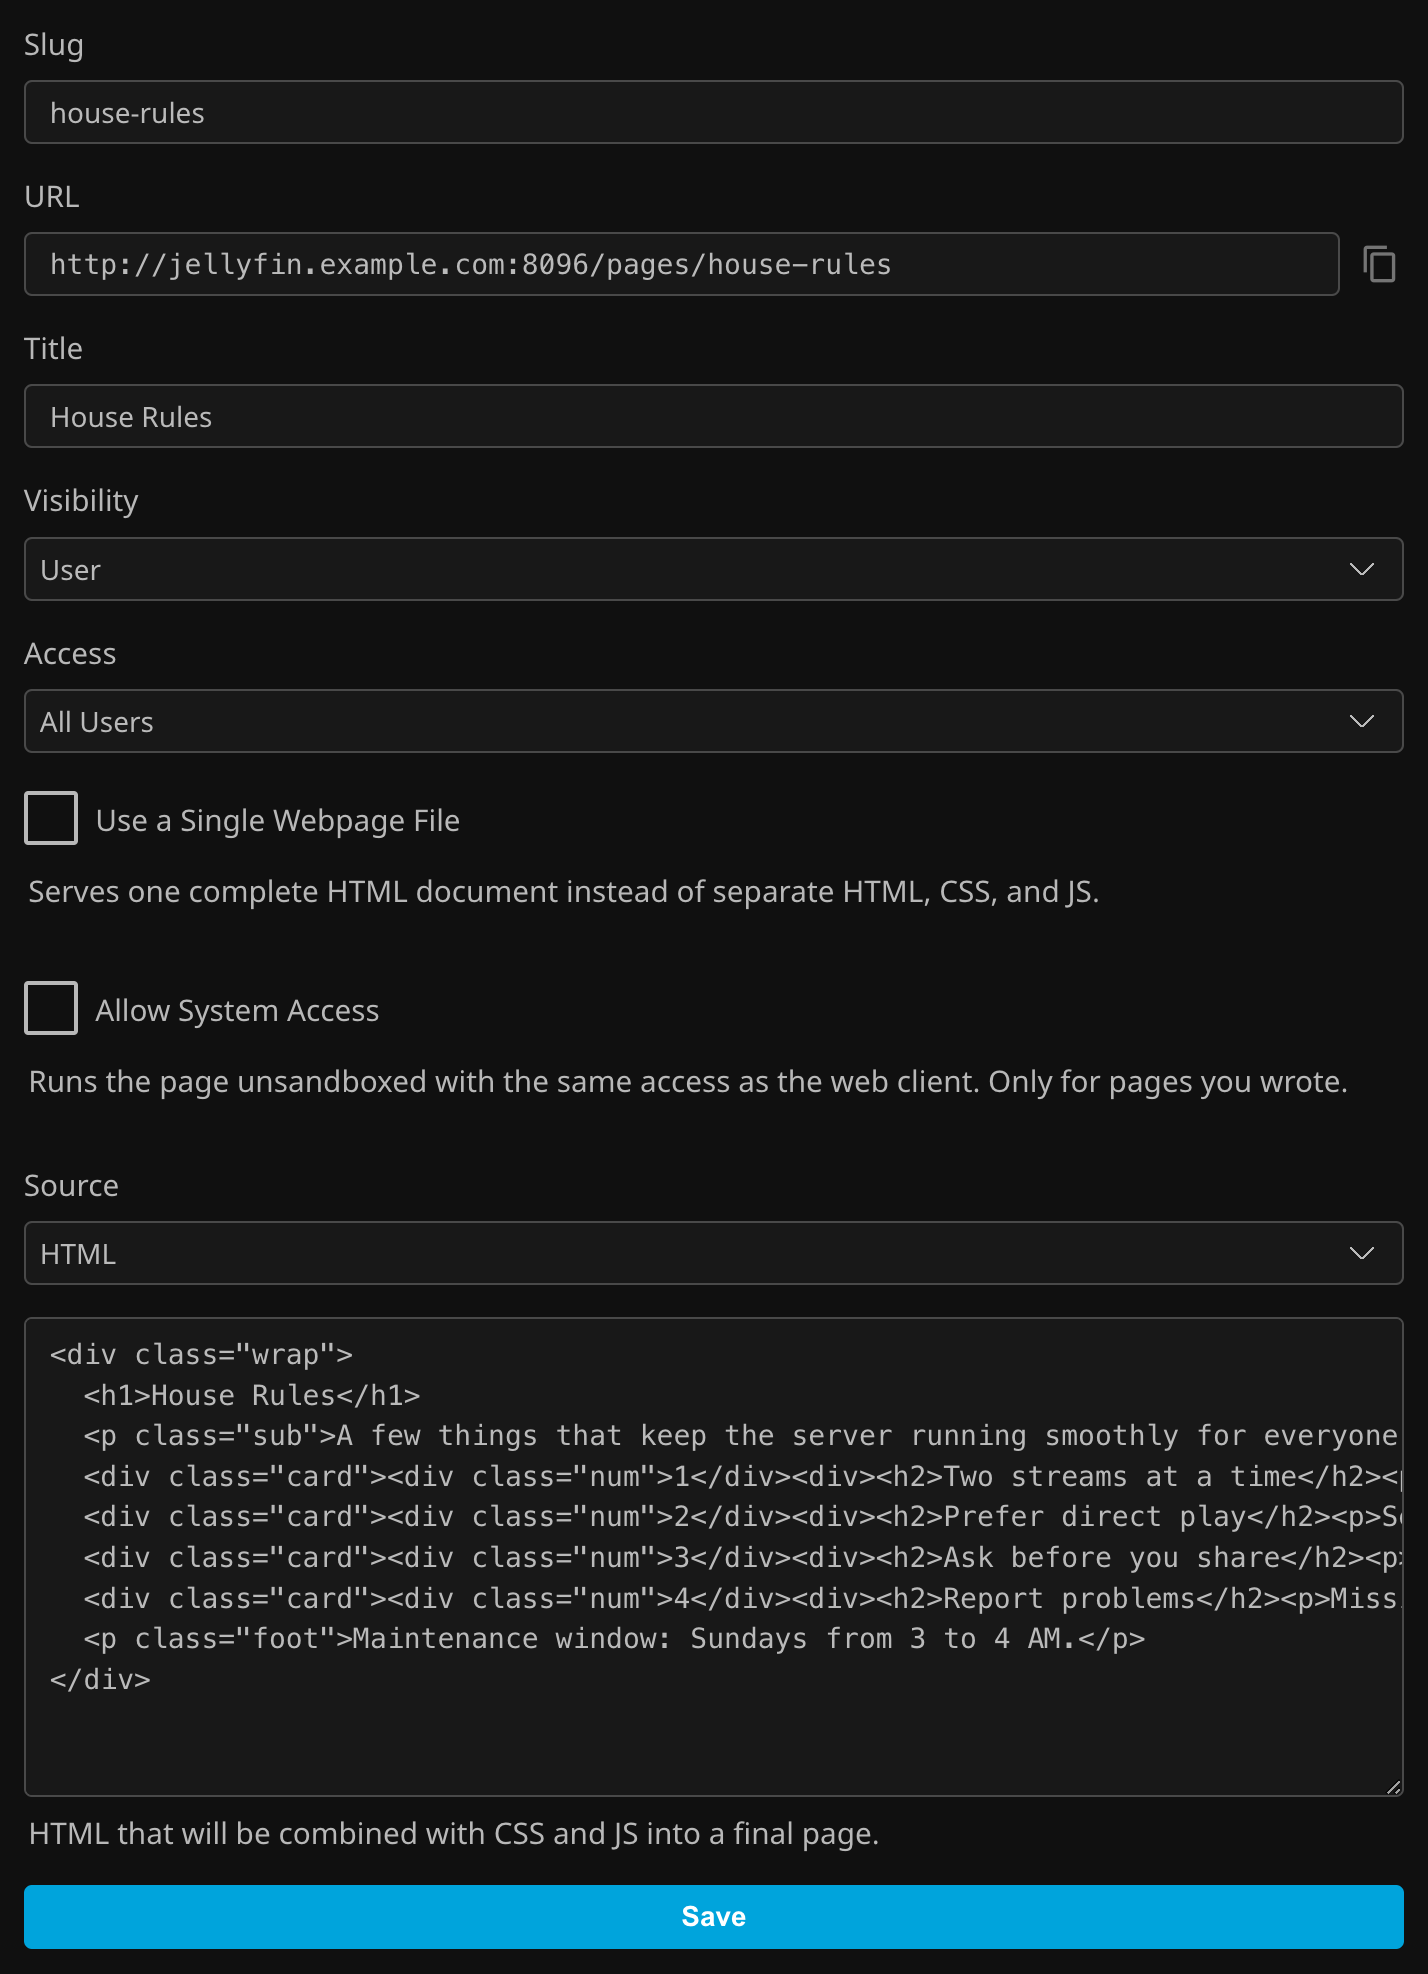 Slug
house-rules
URL
http://jellyfin.example.com:8096/pages/house-rules
Title
House Rules
Visibility
User
Access
All Users
Use a Single Webpage File
Serves one complete HTML document instead of separate HTML, CSS, and JS.
Allow System Access
Runs the page unsandboxed with the same access as the web client. Only for pages you wrote.
Source
HTML
<div class="wrap">
  <h1>House Rules</h1>
  <p class="sub">A few things that keep the server running smoothly for everyone
  <div class="card"><div class="num">1</div><div><h2>Two streams at a time</h2><
  <div class="card"><div class="num">2</div><div><h2>Prefer direct play</h2><p>
  <div class="card"><div class="num">3</div><div><h2>Ask before you share</h2><p>
  <div class="card"><div class="num">4</div><div><h2>Report problems</h2><p>Miss
  <p class="foot">Maintenance window: Sundays from 3 to 4 AM.</p>
</div>
HTML that will be combined with CSS and JS into a final page.
Save